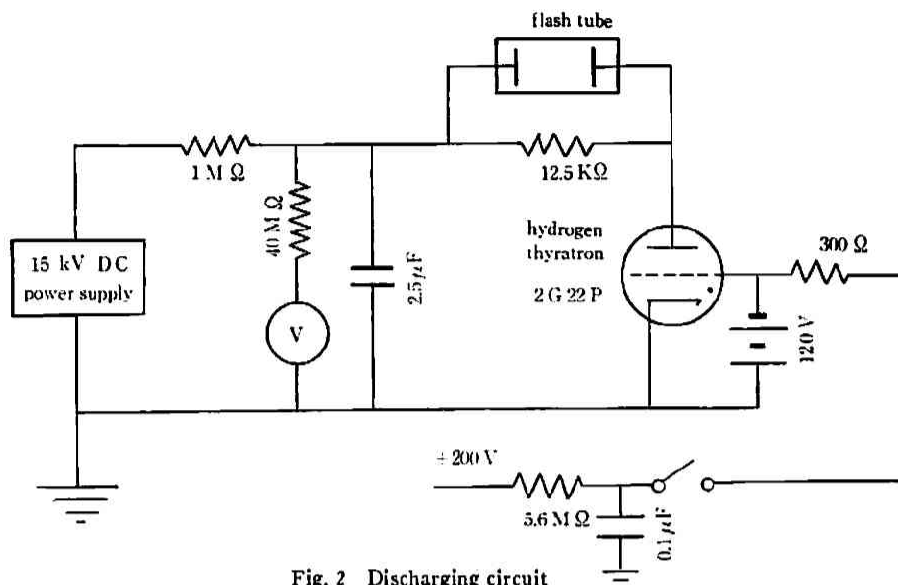 flash tube
1 M Ω
12.5 KΩ
40 M Ω
hydrogen
thyratron
2 G 22 P
300 Ω
15 kV DC
power supply
2.5 μF
V
120 V
200 V
5.6 M Ω
0.1 μF
Fig. 2 Discharging circuit